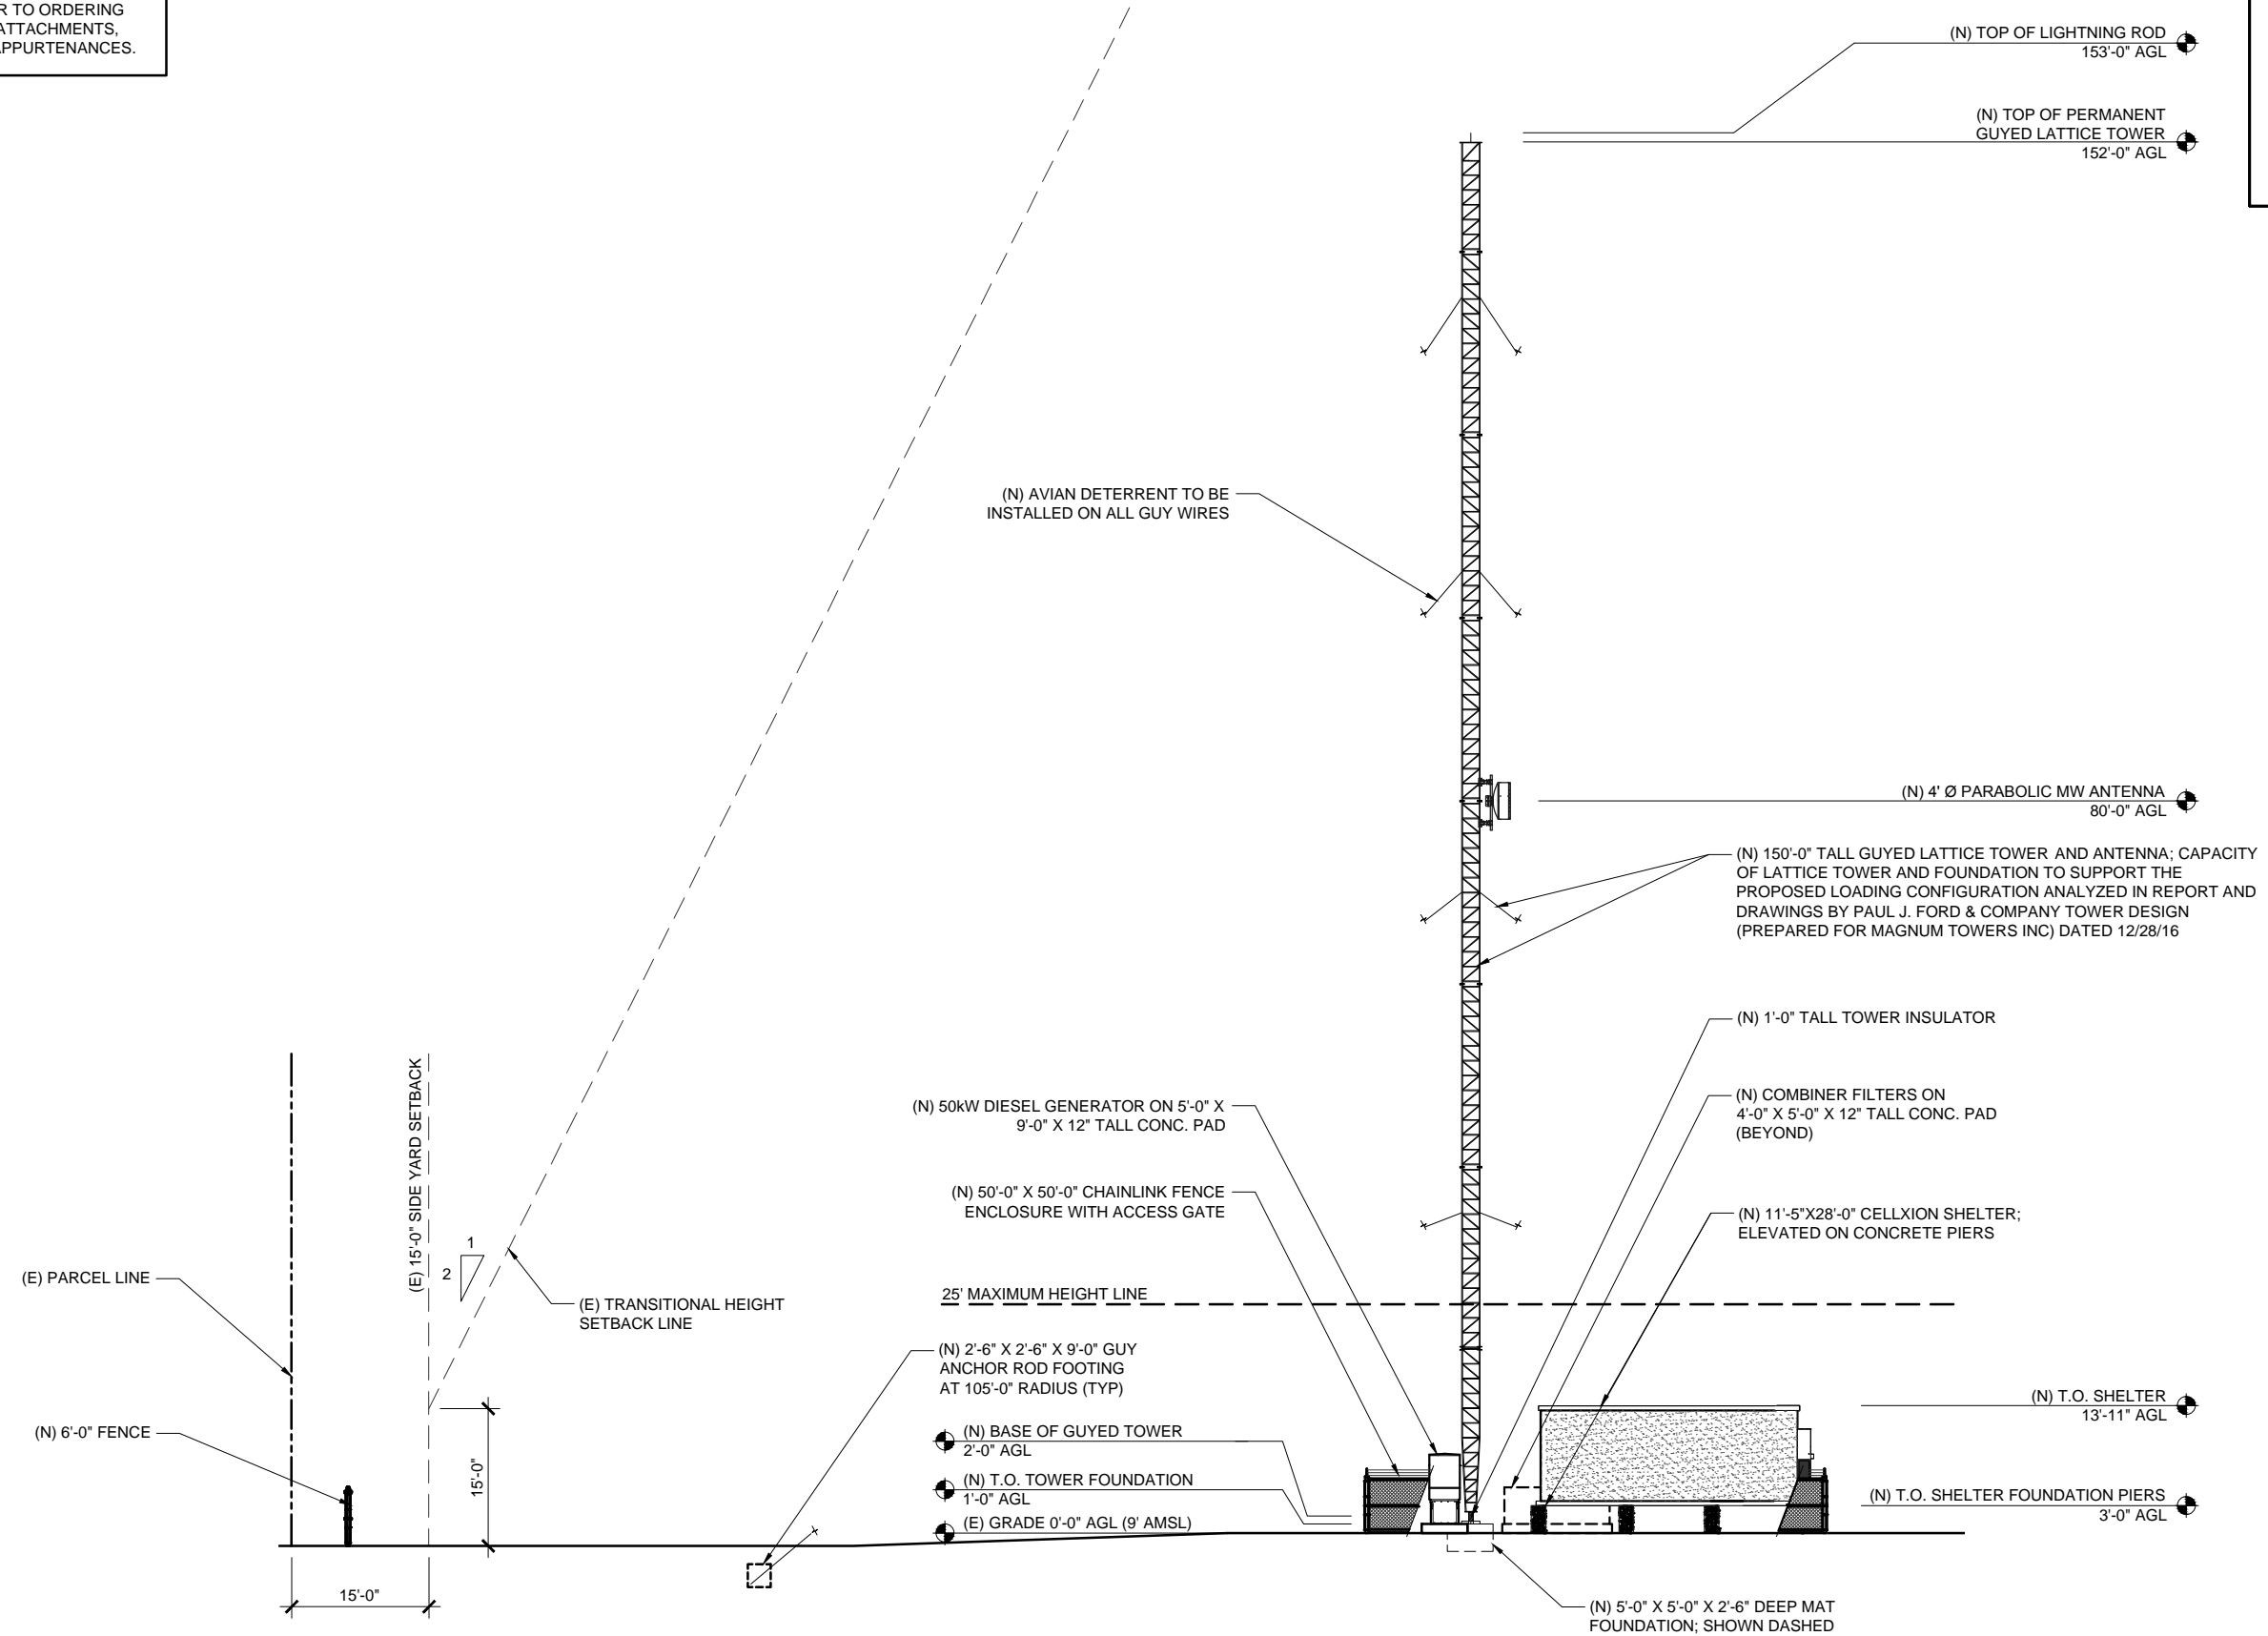 R TO ORDERING
ATTACHMENTS,
APPURTENANCES.
(N) TOP OF LIGHTNING ROD
153'-0" AGL
(N) TOP OF PERMANENT
GUYED LATTICE TOWER
152'-0" AGL
(N) AVIAN DETERRENT TO BE
INSTALLED ON ALL GUY WIRES
(N) 4' Ø PARABOLIC MW ANTENNA
80'-0" AGL
(N) 150'-0" TALL GUYED LATTICE TOWER AND ANTENNA; CAPACITY
OF LATTICE TOWER AND FOUNDATION TO SUPPORT THE
PROPOSED LOADING CONFIGURATION ANALYZED IN REPORT AND
DRAWINGS BY PAUL J. FORD & COMPANY TOWER DESIGN
(PREPARED FOR MAGNUM TOWERS INC) DATED 12/28/16
(N) 1'-0" TALL TOWER INSULATOR
(N) COMBINER FILTERS ON
4'-0" X 5'-0" X 12" TALL CONC. PAD
(BEYOND)
(N) 50kW DIESEL GENERATOR ON 5'-0" X
9'-0" X 12" TALL CONC. PAD
(N) 50'-0" X 50'-0" CHAINLINK FENCE
ENCLOSURE WITH ACCESS GATE
(N) 11'-5"X28'-0" CELLXION SHELTER;
ELEVATED ON CONCRETE PIERS
(E) 15'-0" SIDE YARD SETBACK
1
2
(E) PARCEL LINE
(E) TRANSITIONAL HEIGHT
SETBACK LINE
25' MAXIMUM HEIGHT LINE
(N) 2'-6" X 2'-6" X 9'-0" GUY
ANCHOR ROD FOOTING
AT 105'-0" RADIUS (TYP)
(N) T.O. SHELTER
13'-11" AGL
(N) 6'-0" FENCE
(N) BASE OF GUYED TOWER
2'-0" AGL
15'-0"
(N) T.O. TOWER FOUNDATION
1'-0" AGL
(N) T.O. SHELTER FOUNDATION PIERS
3'-0" AGL
(E) GRADE 0'-0" AGL (9' AMSL)
15'-0"
(N) 5'-0" X 5'-0" X 2'-6" DEEP MAT
FOUNDATION; SHOWN DASHED